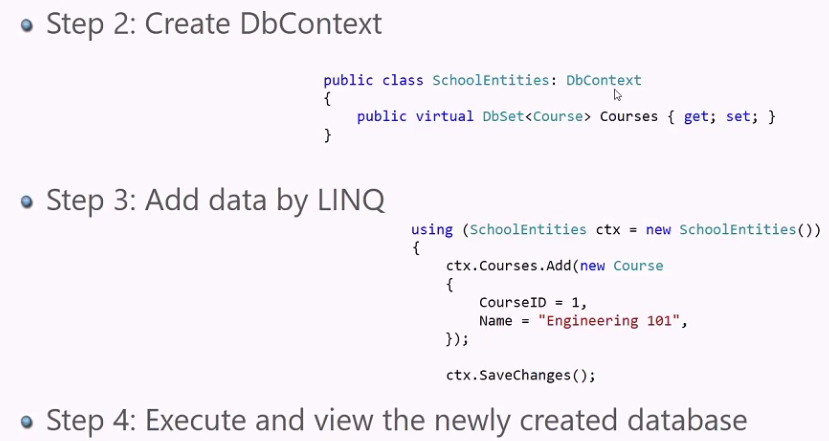 Step 2: Create DbContext
public class SchoolEntities: DbContext
{
public virtual DbSet<Course> Courses { get; set; }
}
Step 3: Add data by LINQ
using (SchoolEntities ctx = new SchoolEntities())
{
ctx.Courses.Add(new Course
{
CourseID = 1,
Name = "Engineering 101",
});
ctx.SaveChanges();
Step 4: Execute and view the newly created database